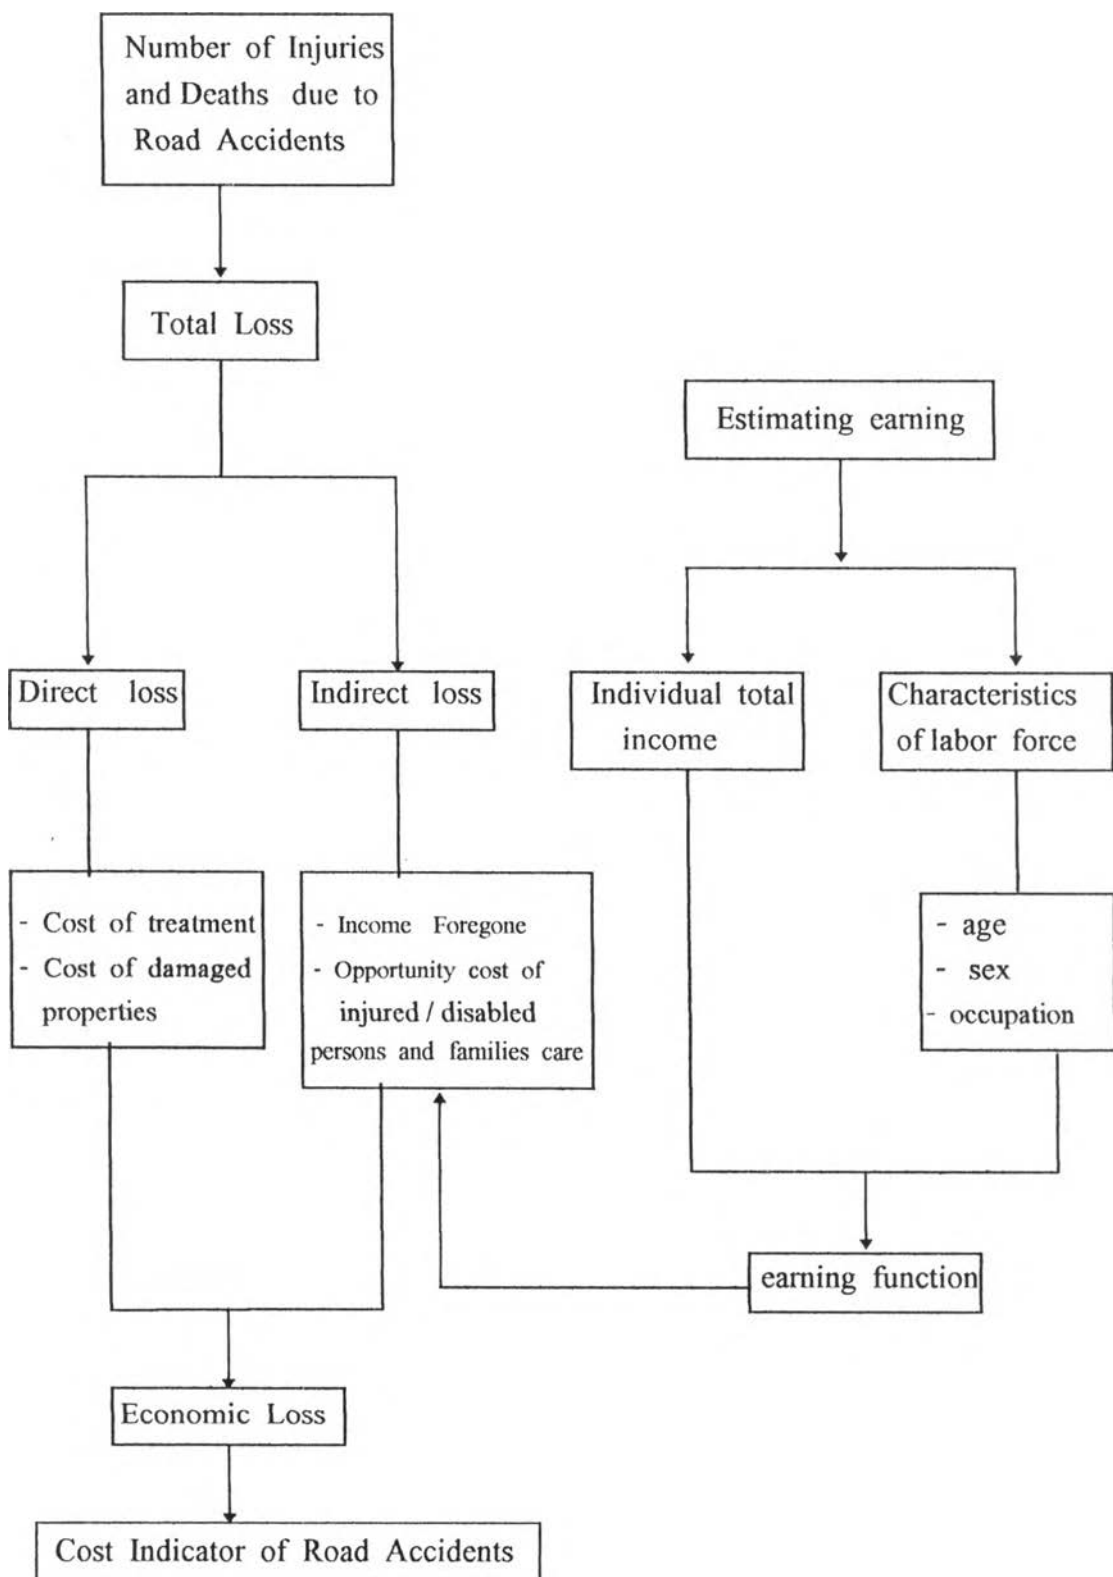 Number of Injuries
and Deaths due to
Road Accidents
Total Loss
Estimating earning
Direct loss
Indirect loss
Individual total
income
Characteristics
of labor force
- Cost of treatment
- Cost of damaged
properties
- Income Foregone
- Opportunity cost of
injured / disabled
persons and families care
- age
- sex
- occupation
earning function
Economic Loss
Cost Indicator of Road Accidents